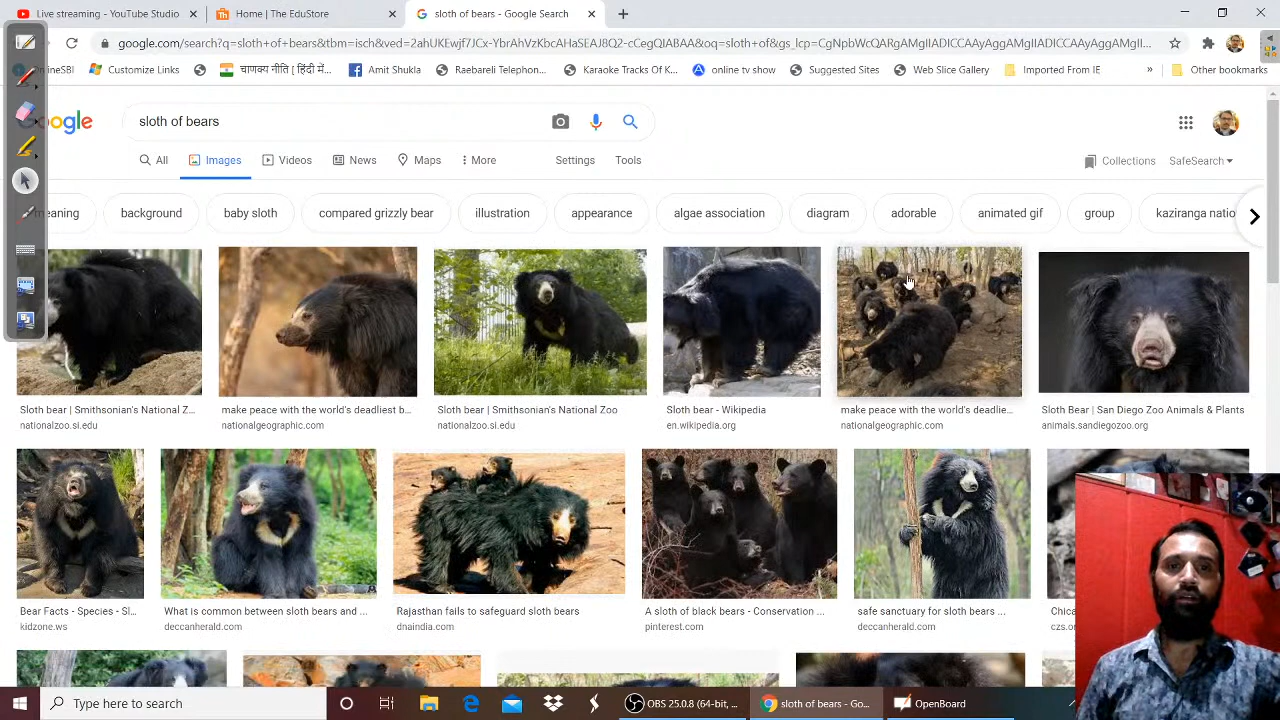 Live streaming - YouTube Studio
Home | The EduStore
sloth of bears - Google Search
google.com/search?q=sloth+of+bears&tbm=isch&ved=2ahUKEwjf7JCx-YbrAhVzKbcAHaSEAJ8Q2-cCegQIABAA&oq=sloth+of&gs_lcp=CgNpbWcQARgAMgIIADICCAAyAggAMgIIADICCAAyAggAMgII...
OnlineSBI
Customize Links
चाणक्य नीति [ हिंदी में...
Amit Shukla
Raebareli Telephon...
Karaoke Tracks Of K...
online tv show
Suggested Sites
Web Slice Gallery
Imported From IE
»
Other bookmarks
ogle
sloth of bears
All
Images
Videos
News
Maps
More
Settings
Tools
Collections
SafeSearch
meaning
background
baby sloth
compared grizzly bear
illustration
appearance
algae association
diagram
adorable
animated gif
group
kaziranga natio
Sloth bear | Smithsonian's National Z...
make peace with the world's deadliest b...
Sloth bear | Smithsonian's National Zoo
Sloth bear - Wikipedia
make peace with the world's deadlie...
Sloth Bear | San Diego Zoo Animals & Plants
nationalzoo.si.edu
nationalgeographic.com
nationalzoo.si.edu
en.wikipedia.org
nationalgeographic.com
animals.sandiegozoo.org
Bear Facts - Species - Sl...
What is common between sloth bears and ...
Rajasthan fails to safeguard sloth bears
A sloth of black bears - Conservation ...
safe sanctuary for sloth bears ...
Chica
kidzone.ws
deccanherald.com
dnaindia.com
pinterest.com
deccanherald.com
czs.or
Type here to search
OBS 25.0.8 (64-bit, ...
sloth of bears - Go...
OpenBoard